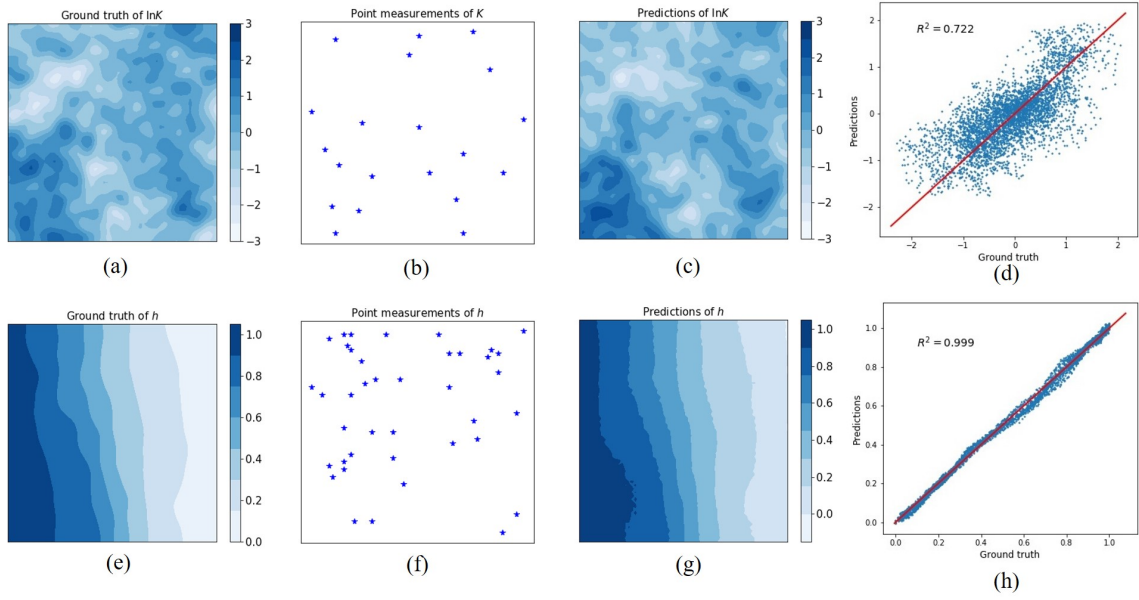 Ground truth of lnK
3
2
1
0
−1
−2
−3
(a)
Point measurements of K
(b)
Predictions of lnK
3
2
1
0
−1
−2
−3
(c)
R² = 0.722
Predictions
2
1
0
−1
−2
−2 −1 0 1 2
Ground truth
(d)
Ground truth of h
1.0
0.8
0.6
0.4
0.2
0.0
(e)
Point measurements of h
(f)
Predictions of h
1.0
0.8
0.6
0.4
0.2
0.0
(g)
R² = 0.999
Predictions
1.0
0.8
0.6
0.4
0.2
0.0
0.0 0.2 0.4 0.6 0.8 1.0
Ground truth
(h)